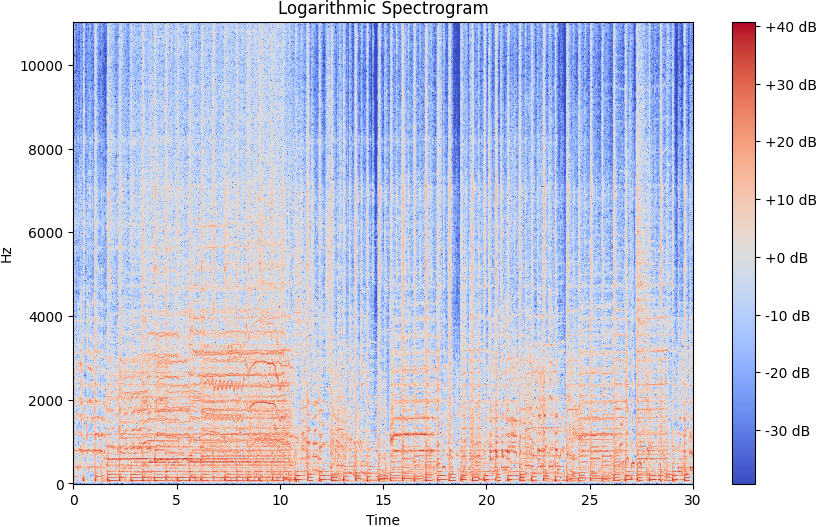 Logarithmic Spectrogram
Hz
10000
8000
6000
4000
2000
0
0 5 10 15 20 25 30
Time
+40 dB
+30 dB
+20 dB
+10 dB
+0 dB
-10 dB
-20 dB
-30 dB